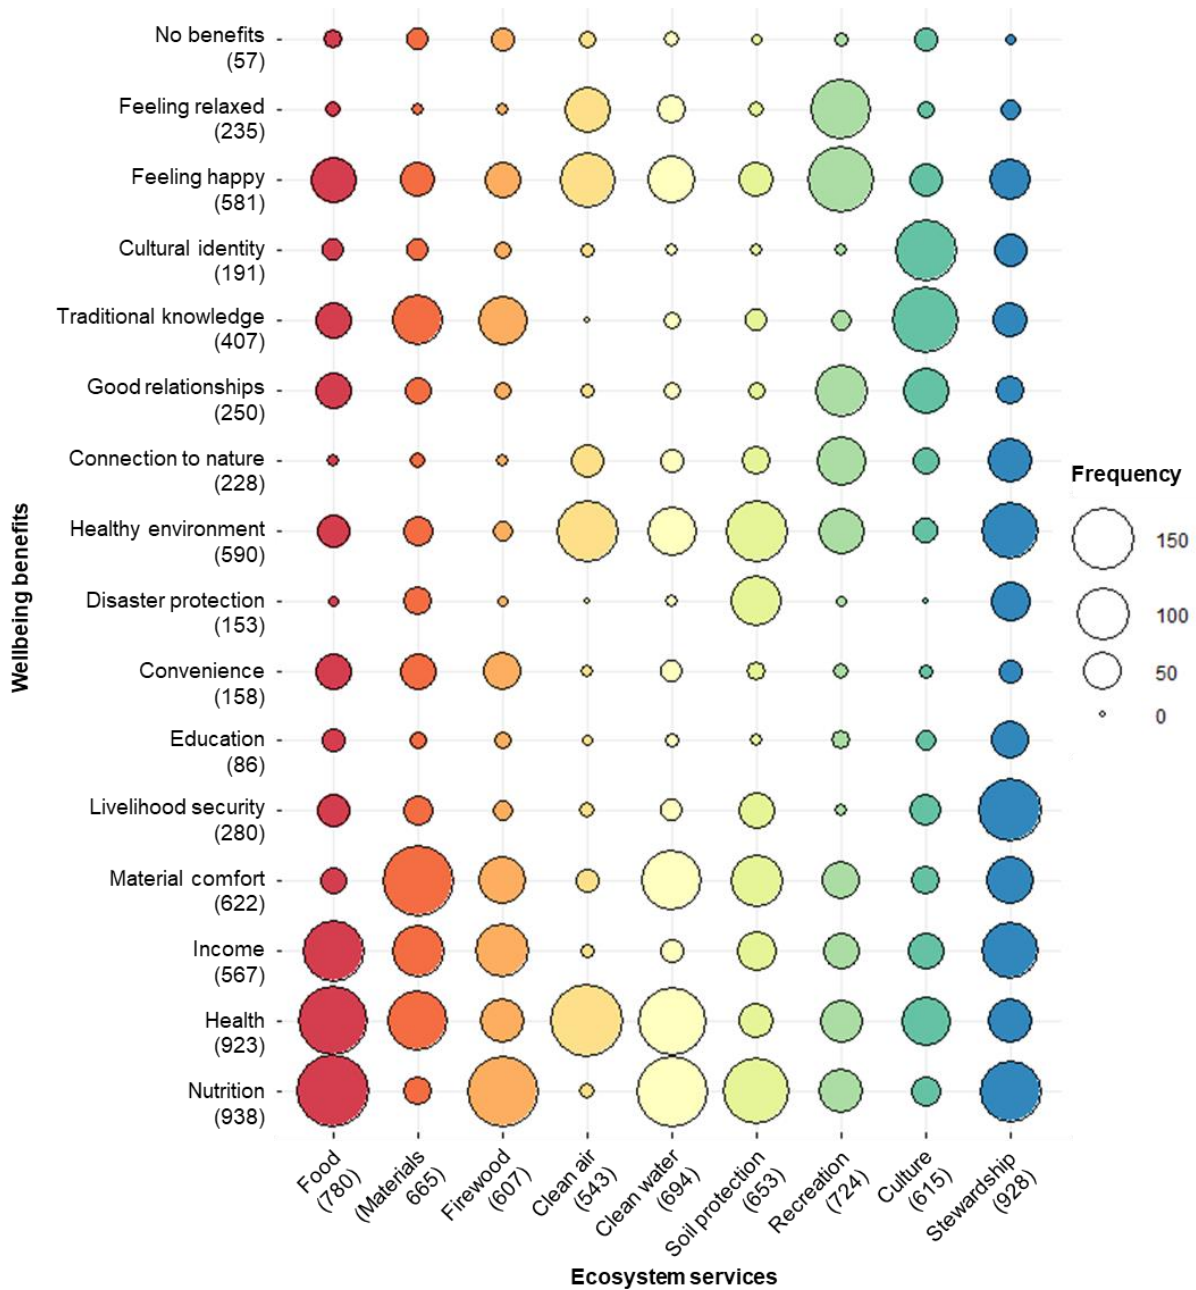 No benefits
(57)
Feeling relaxed
(235)
Feeling happy
(581)
Cultural identity
(191)
Traditional knowledge
(407)
Good relationships
(250)
Connection to nature
(228)
Healthy environment
(590)
Disaster protection
(153)
Convenience
(158)
Education
(86)
Livelihood security
(280)
Material comfort
(622)
Income
(567)
Health
(923)
Nutrition
(938)
Wellbeing benefits
Frequency
150
100
50
0
Food
(780)
(Materials
665)
Firewood
(607)
Clean air
(543)
Clean water
(694)
Soil protection
(653)
Recreation
(724)
Culture
(615)
Stewardship
(928)
Ecosystem services